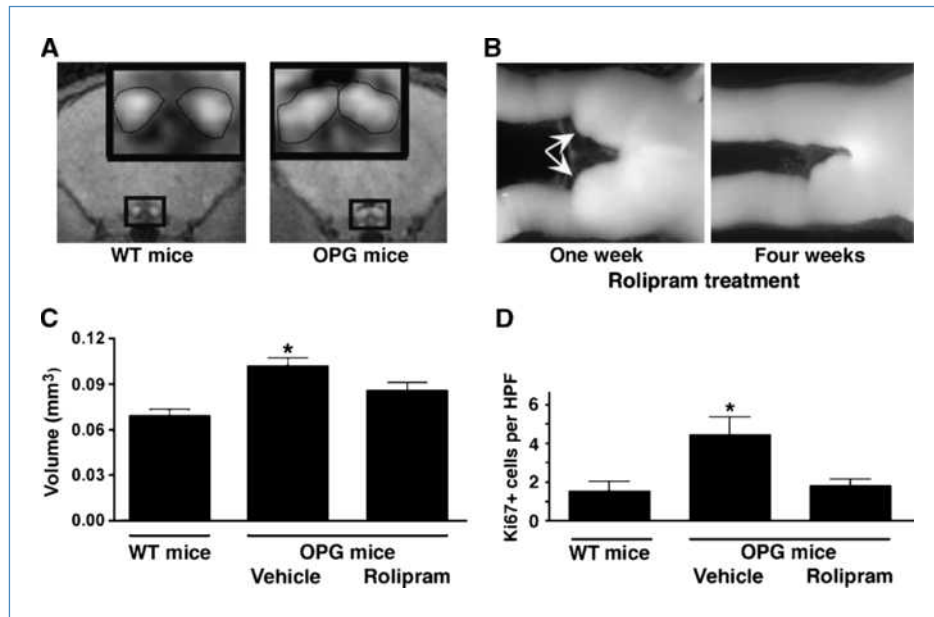 A
B
WT mice
OPG mice
One week
Four weeks
Rolipram treatment
C
0.12
*
0.09
0.06
0.03
0.00
Volume (mm³)
WT mice
OPG mice
Vehicle
Rolipram
D
6
*
4
2
0
Ki67+ cells per HPF
WT mice
OPG mice
Vehicle
Rolipram